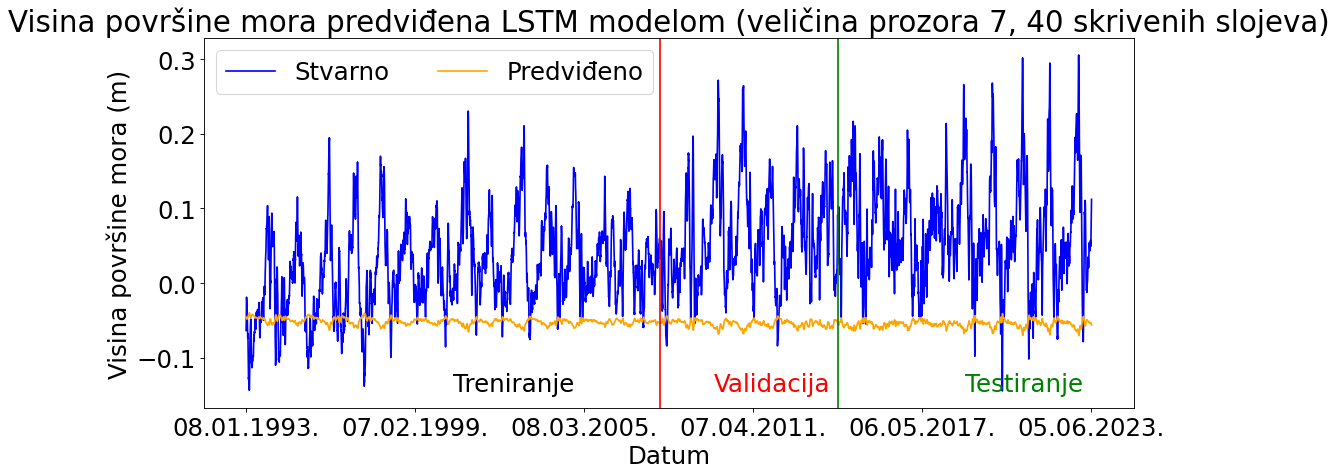 Visina površine mora predviđena LSTM modelom (veličina prozora 7, 40 skrivenih slojeva)
Stvarno
Predviđeno
Visina površine mora (m)
0.3
0.2
0.1
0.0
−0.1
Treniranje
Validacija
Testiranje
08.01.1993.
07.02.1999.
08.03.2005.
07.04.2011.
06.05.2017.
05.06.2023.
Datum